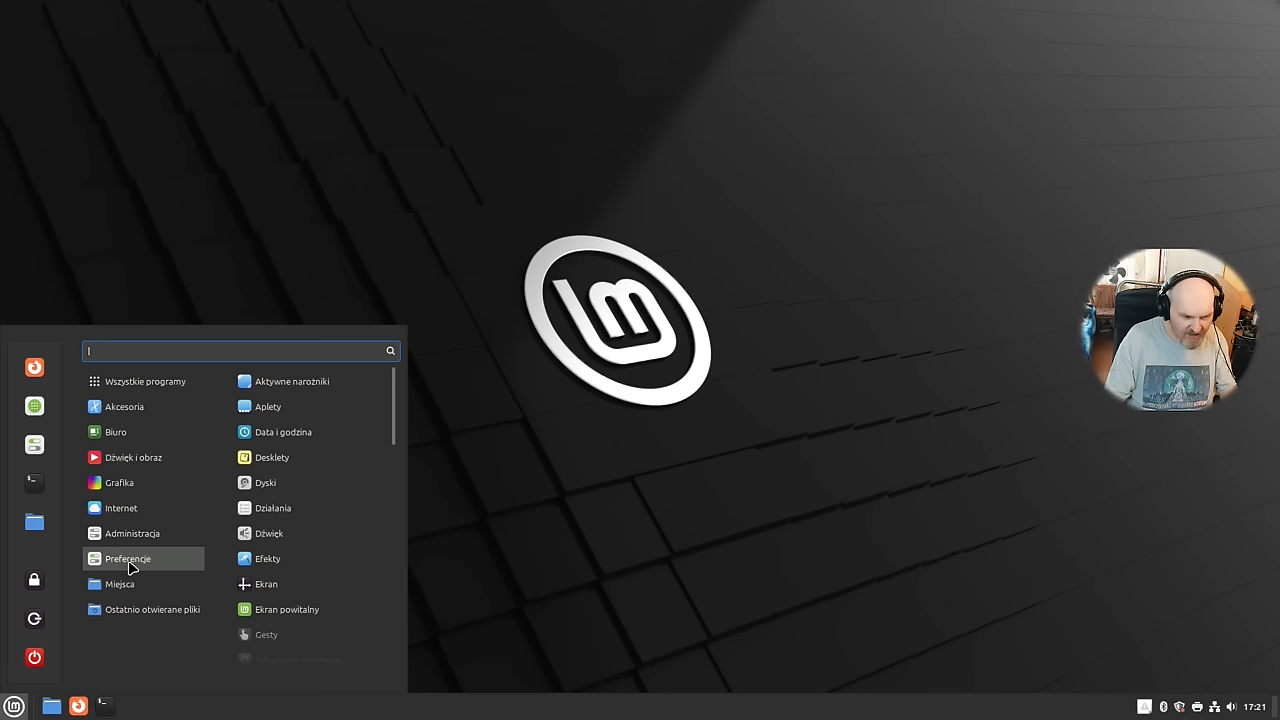 Wszystkie programy
Akcesoria
Biuro
Dźwięk i obraz
Grafika
Internet
Administracja
Preferencje
Miejsca
Ostatnio otwierane pliki
Aktywne narożniki
Aplety
Data i godzina
Desklety
Dyski
Działania
Dźwięk
Efekty
Ekran
Ekran powitalny
Gesty
17:21